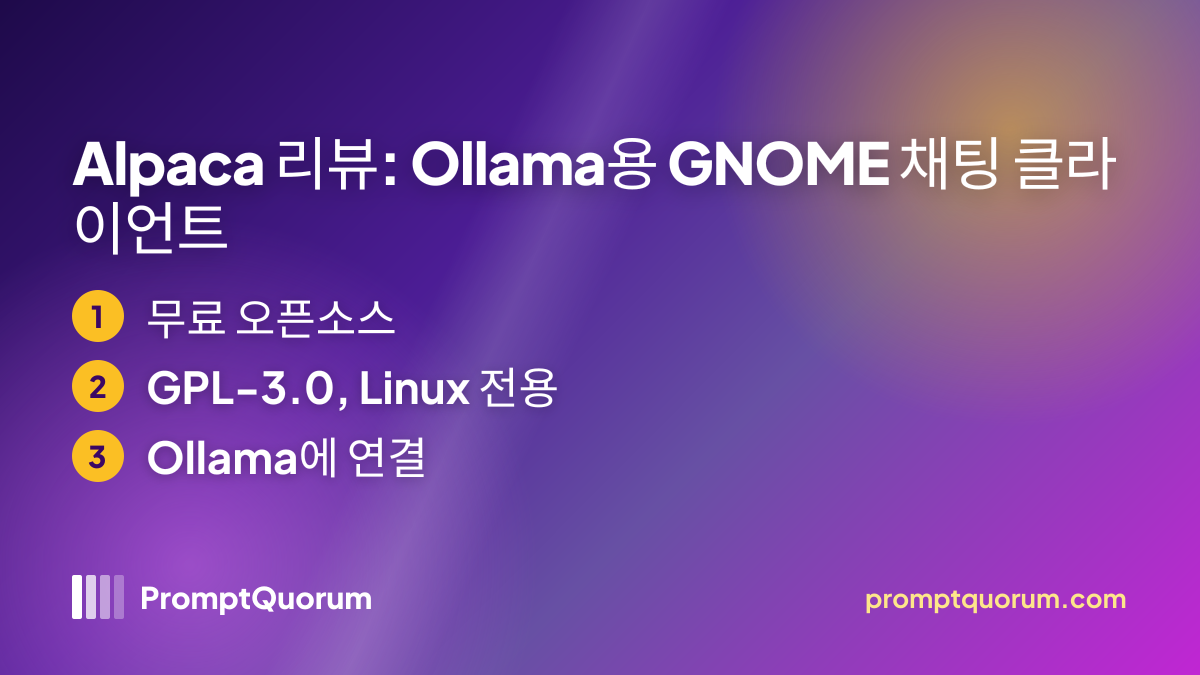 Alpaca 리뷰: Ollama용 GNOME 채팅 클라
이언트
1 무료 오픈소스
2 GPL-3.0, Linux 전용
3 Ollama에 연결
PromptQuorum
promptquorum.com